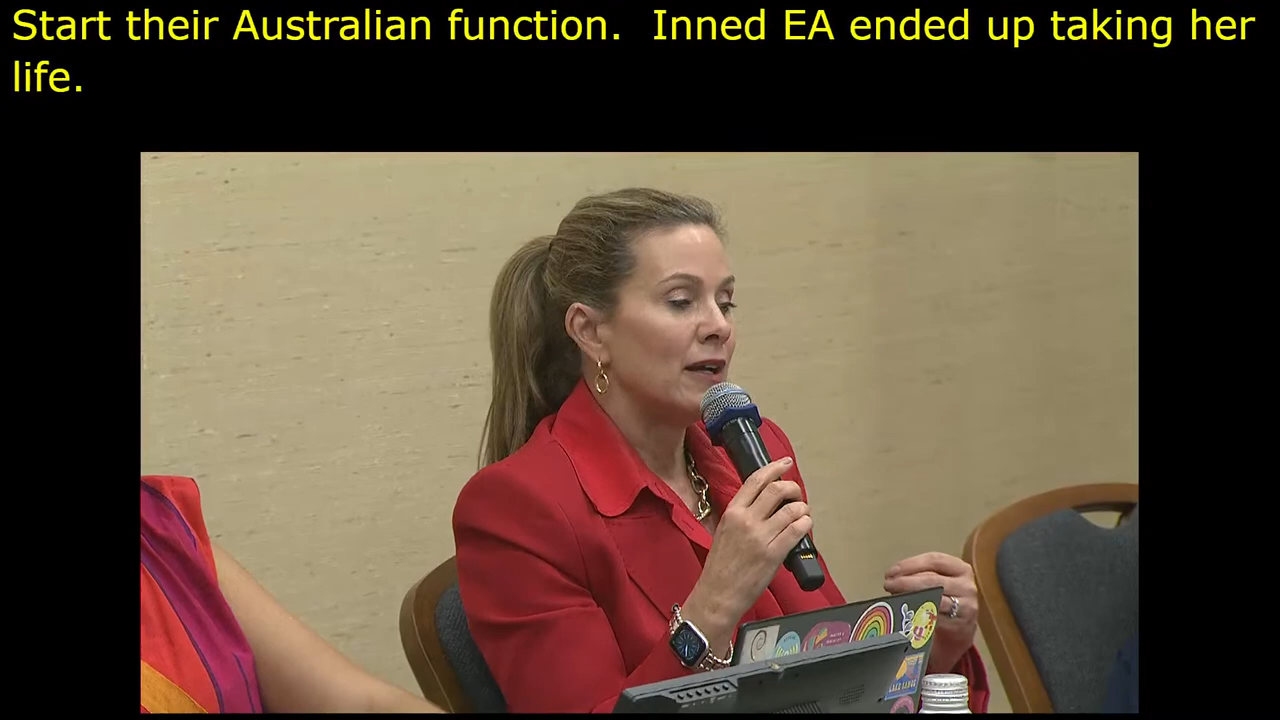 Start their Australian function.  Inned EA ended up taking her
life.